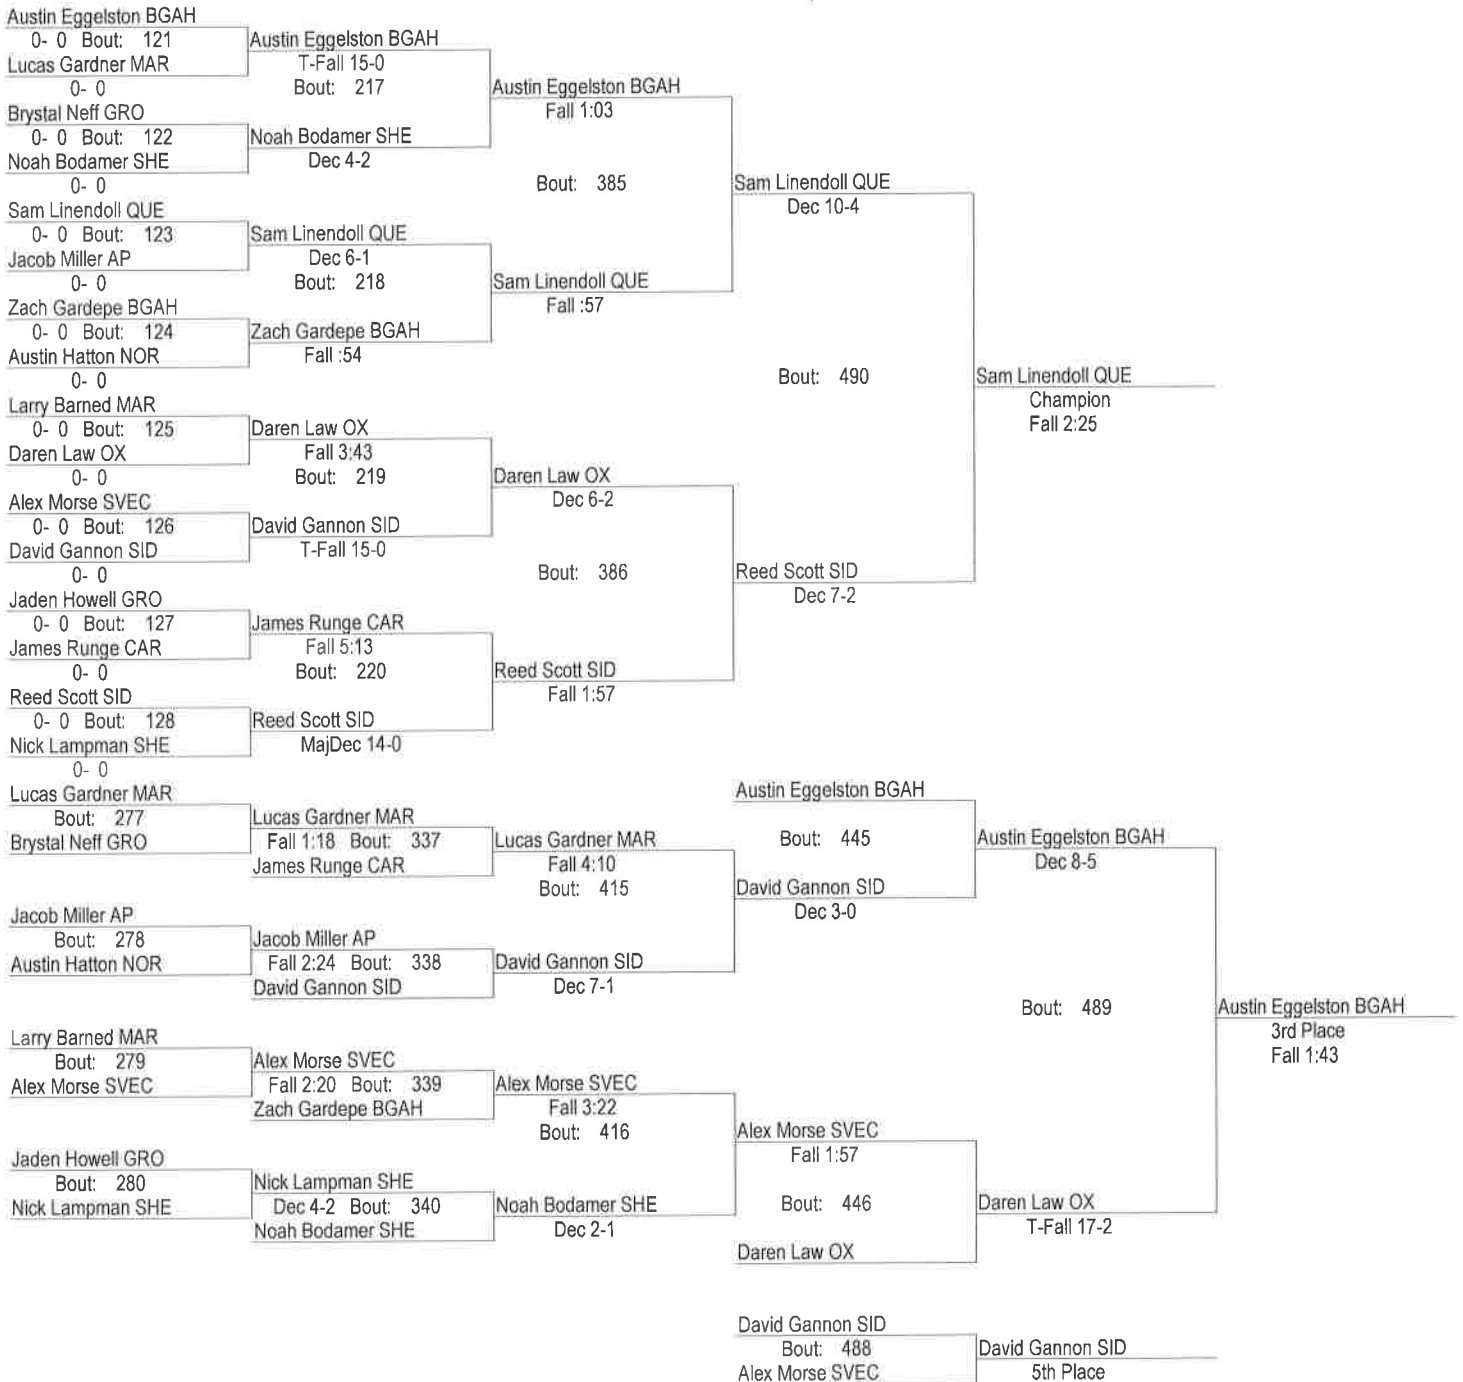 Austin Eggelston BGAH
0- 0 Bout: 121
Lucas Gardner MAR
0- 0
Brystal Neff GRO
0- 0 Bout: 122
Noah Bodamer SHE
0- 0
Sam Linendoll QUE
0- 0 Bout: 123
Jacob Miller AP
0- 0
Zach Gardepe BGAH
0- 0 Bout: 124
Austin Hatton NOR
0- 0
Larry Barned MAR
0- 0 Bout: 125
Daren Law OX
0- 0
Alex Morse SVEC
0- 0 Bout: 126
David Gannon SID
0- 0
Jaden Howell GRO
0- 0 Bout: 127
James Runge CAR
0- 0
Reed Scott SID
0- 0 Bout: 128
Nick Lampman SHE
0- 0
Austin Eggelston BGAH
T-Fall 15-0
Bout: 217
Noah Bodamer SHE
Dec 4-2
Sam Linendoll QUE
Dec 6-1
Bout: 218
Zach Gardepe BGAH
Fall :54
Daren Law OX
Fall 3:43
Bout: 219
David Gannon SID
T-Fall 15-0
James Runge CAR
Fall 5:13
Bout: 220
Reed Scott SID
MajDec 14-0
Austin Eggelston BGAH
Fall 1:03
Bout: 385
Sam Linendoll QUE
Fall :57
Daren Law OX
Dec 6-2
Bout: 386
Reed Scott SID
Fall 1:57
Sam Linendoll QUE
Dec 10-4
Bout: 490
Reed Scott SID
Dec 7-2
Sam Linendoll QUE
Champion
Fall 2:25
Lucas Gardner MAR
Bout: 277
Brystal Neff GRO
Jacob Miller AP
Bout: 278
Austin Hatton NOR
Larry Barned MAR
Bout: 279
Alex Morse SVEC
Jaden Howell GRO
Bout: 280
Nick Lampman SHE
Lucas Gardner MAR
Fall 1:18 Bout: 337
James Runge CAR
Jacob Miller AP
Fall 2:24 Bout: 338
David Gannon SID
Alex Morse SVEC
Fall 2:20 Bout: 339
Zach Gardepe BGAH
Nick Lampman SHE
Dec 4-2 Bout: 340
Noah Bodamer SHE
Lucas Gardner MAR
Fall 4:10
Bout: 415
David Gannon SID
Dec 7-1
Alex Morse SVEC
Fall 3:22
Bout: 416
Noah Bodamer SHE
Dec 2-1
Austin Eggelston BGAH
Bout: 445
David Gannon SID
Dec 3-0
Alex Morse SVEC
Fall 1:57
Bout: 446
Daren Law OX
Austin Eggelston BGAH
Dec 8-5
Bout: 489
Daren Law OX
T-Fall 17-2
Austin Eggelston BGAH
3rd Place
Fall 1:43
David Gannon SID
Bout: 488
Alex Morse SVEC
David Gannon SID
5th Place